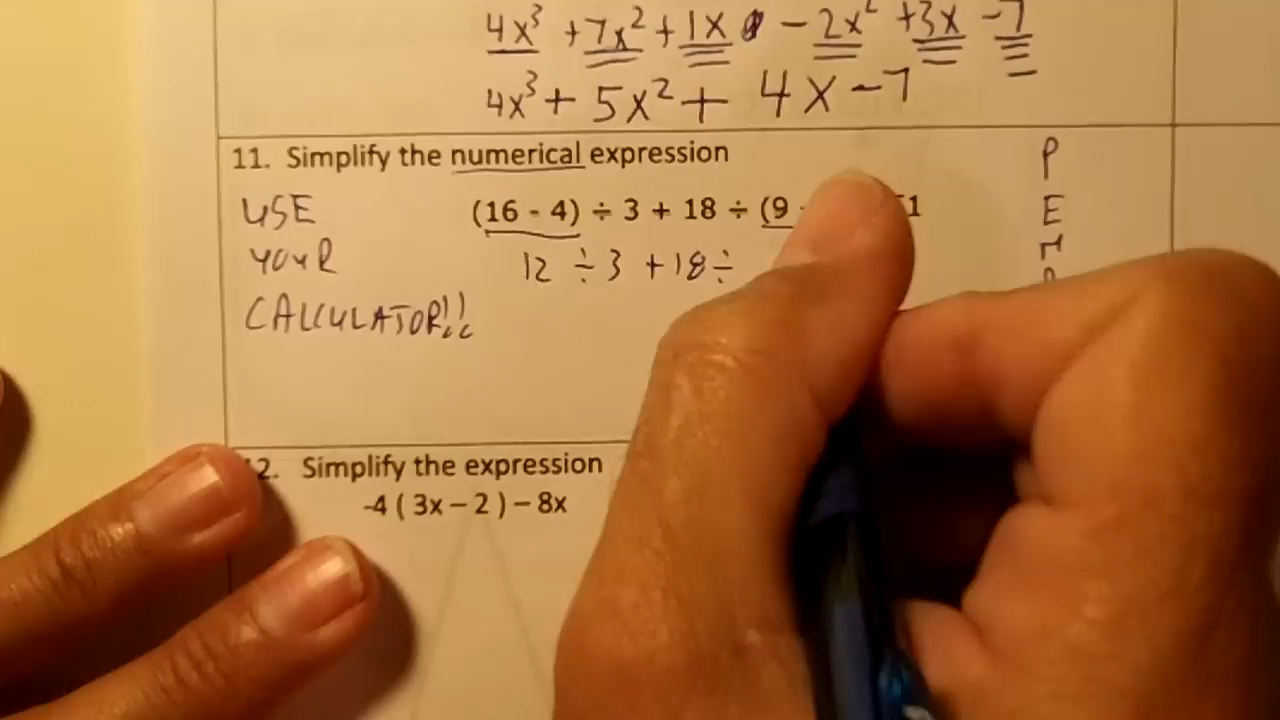 4x³ + 7x² + 1x - 2x² + 3x - 7
4x³ + 5x² + 4x - 7
11. Simplify the numerical expression
USE
YOUR
CALCULATOR!!
(16 - 4) ÷ 3 + 18 ÷ (9
12 ÷ 3 + 18 ÷
P
E
M
12. Simplify the expression
-4 ( 3x – 2 ) – 8x